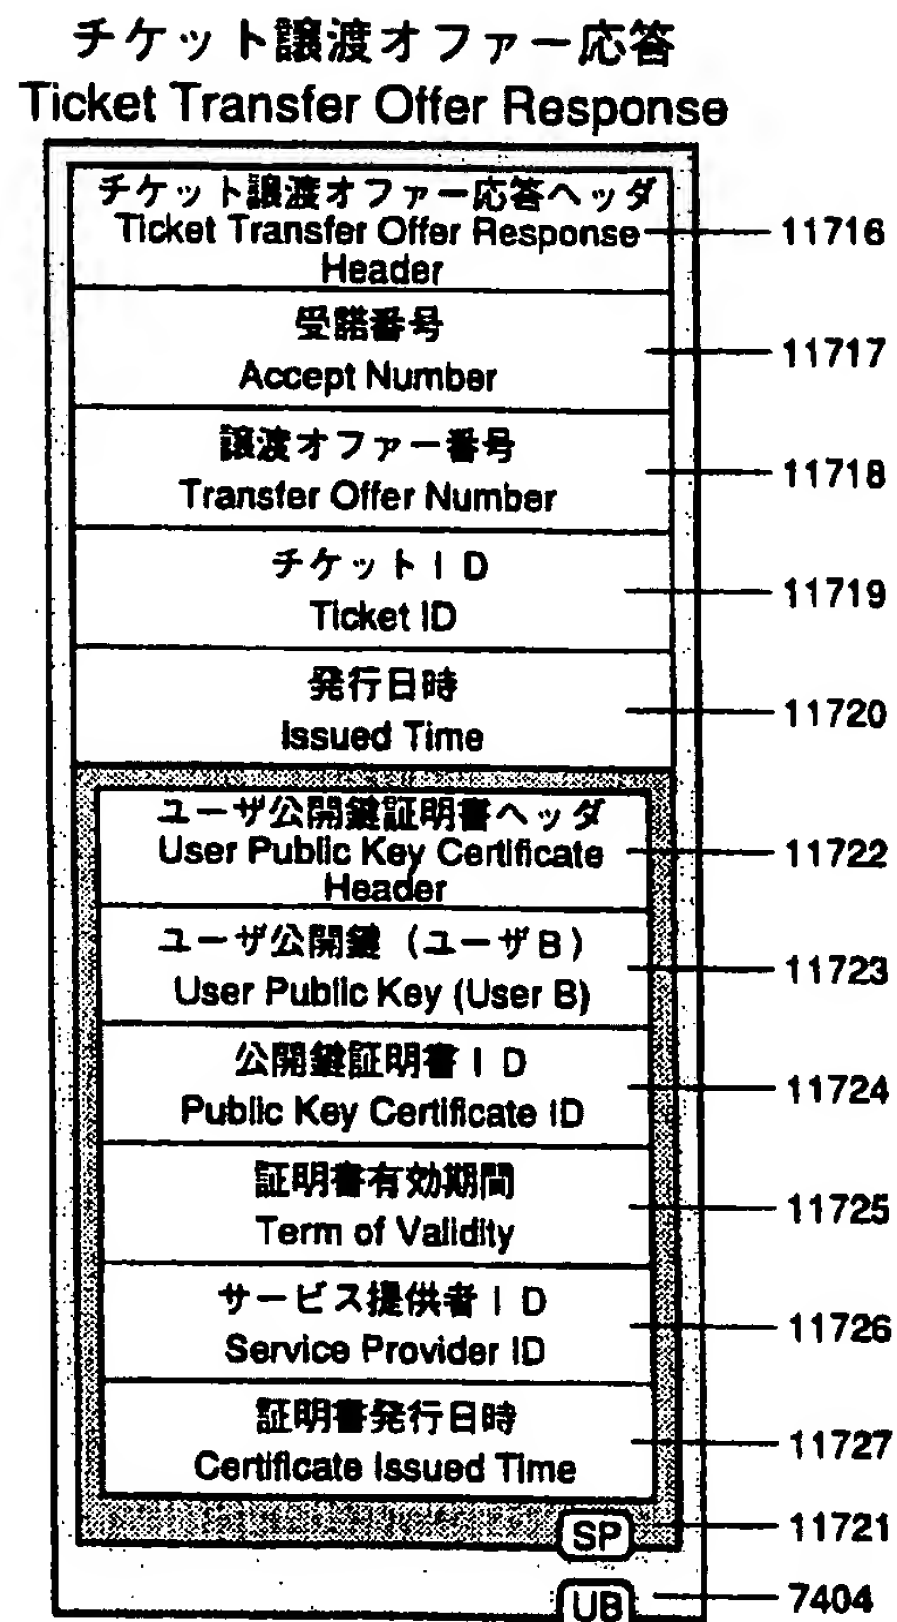 チケット譲渡オファー応答
Ticket Transfer Offer Response
チケット譲渡オファー応答ヘッダ
Ticket Transfer Offer Response
Header
11716
受諾番号
Accept Number
11717
譲渡オファー番号
Transfer Offer Number
11718
チケットID
Ticket ID
11719
発行日時
Issued Time
11720
ユーザ公開鍵証明書ヘッダ
User Public Key Certificate
Header
11722
ユーザ公開鍵（ユーザB）
User Public Key (User B)
11723
公開鍵証明書ID
Public Key Certificate ID
11724
証明書有効期間
Term of Validity
11725
サービス提供者ID
Service Provider ID
11726
証明書発行日時
Certificate Issued Time
11727
SP
11721
UB
7404